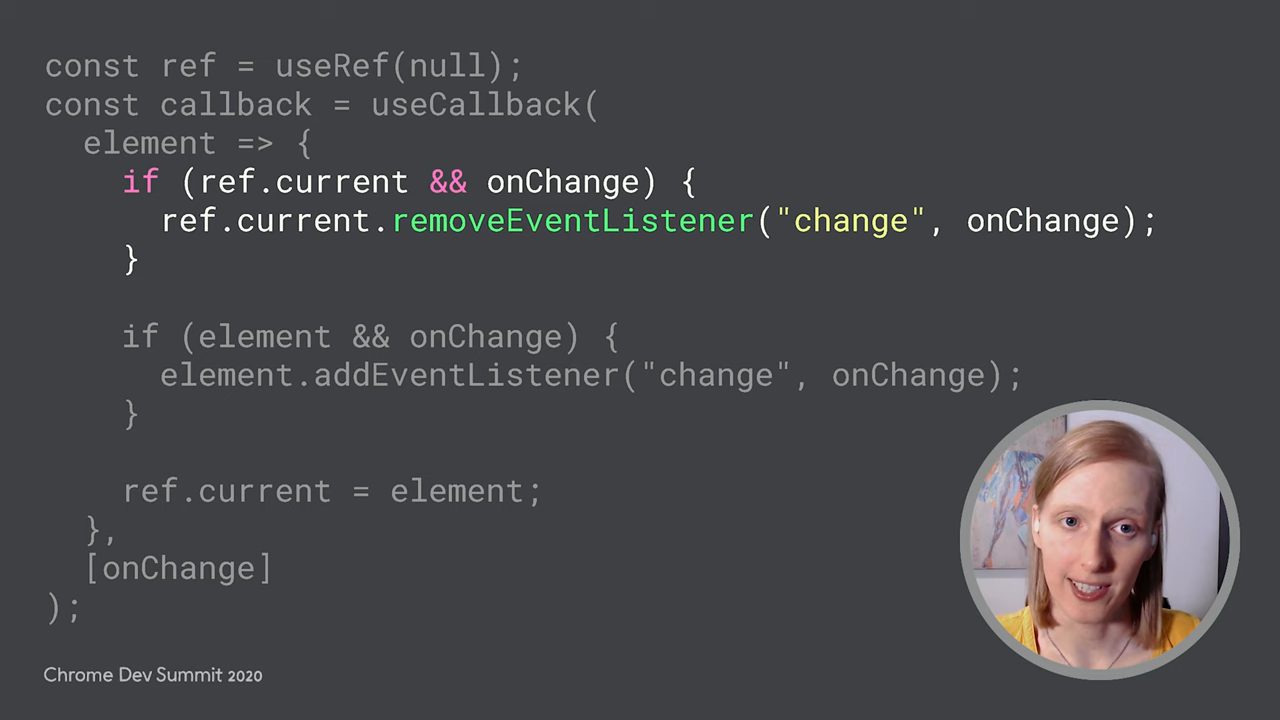 const ref = useRef(null);
const callback = useCallback(
element => {
if (ref.current && onChange) {
ref.current.removeEventListener("change", onChange);
}
if (element && onChange) {
element.addEventListener("change", onChange);
}
ref.current = element;
},
[onChange]
);
Chrome Dev Summit 2020